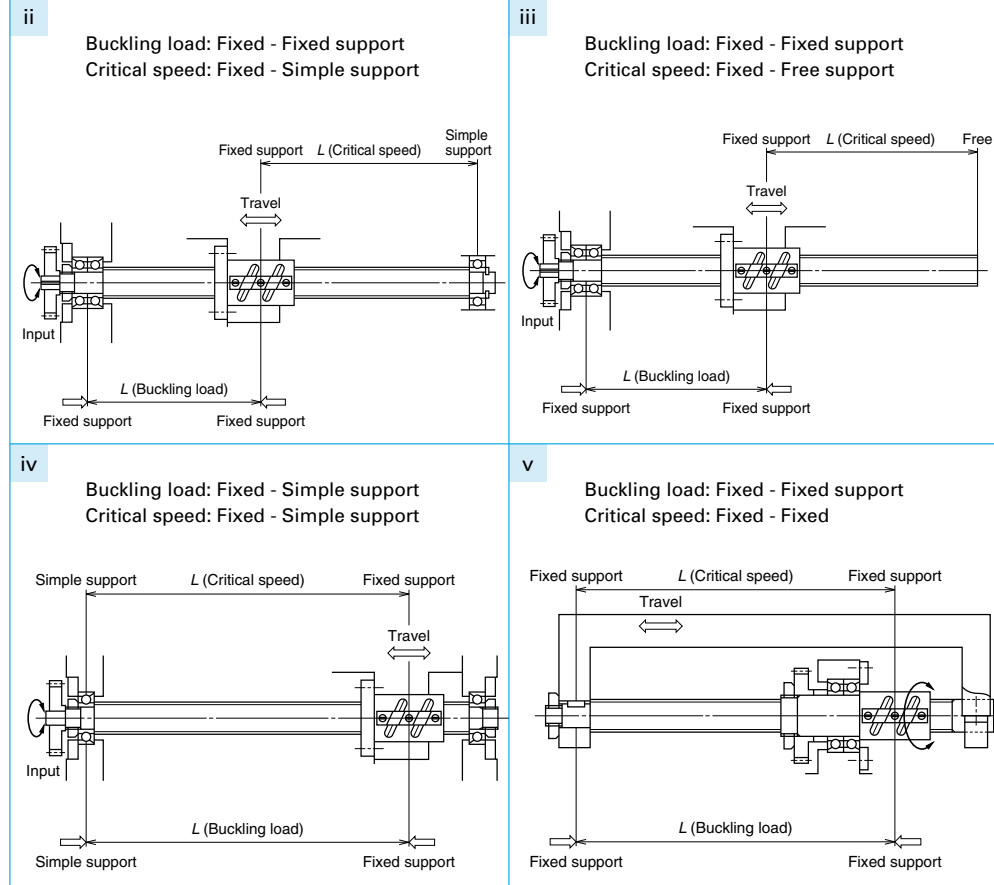 ii
Buckling load: Fixed - Fixed support
Critical speed: Fixed - Simple support
Fixed support
L (Critical speed)
Simple
support
Travel
Input
L (Buckling load)
Fixed support
Fixed support
iii
Buckling load: Fixed - Fixed support
Critical speed: Fixed - Free support
Fixed support
L (Critical speed)
Free
Travel
Input
L (Buckling load)
Fixed support
Fixed support
iv
Buckling load: Fixed - Simple support
Critical speed: Fixed - Simple support
Simple support
L (Critical speed)
Fixed support
Travel
Input
L (Buckling load)
Simple support
Fixed support
v
Buckling load: Fixed - Fixed support
Critical speed: Fixed - Fixed
Fixed support
L (Critical speed)
Fixed support
Travel
L (Buckling load)
Fixed support
Fixed support